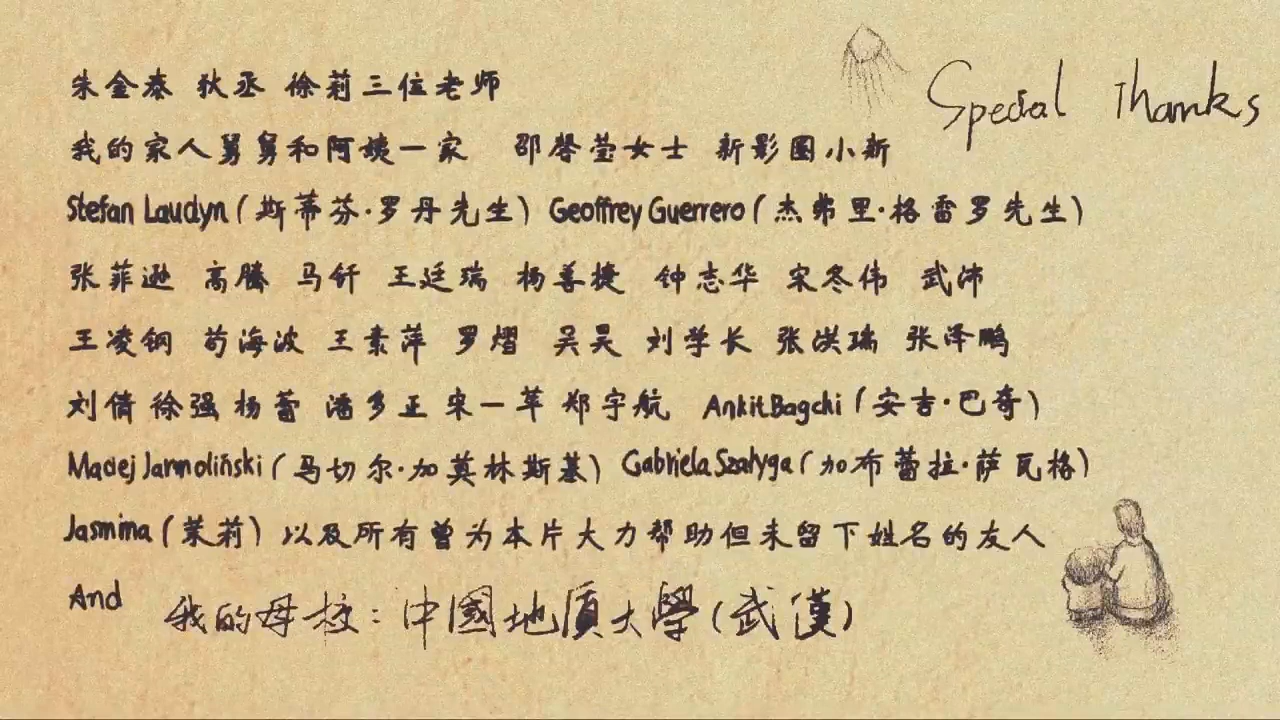 Special Thanks
朱金泰 狄丞 徐莉三位老师
我的家人舅舅和阿姨一家 邵馨莹女士 新影圈小新
Stefan Laudyn(斯蒂芬·罗丹先生) Geoffrey Guerrero(杰弗里·格雷罗先生)
张菲逊 高腾 马钎 王廷瑞 杨善捷 钟志华 宋冬伟 武沛
王凌钢 苟海波 王素萍 罗熠 吴昊 刘学长 张洪瑞 张泽鹏
刘倩 徐强 杨蕾 潘多正 宋一苹 郑宇航 Ankit Bagchi(安吉·巴奇)
Maciej Jarmoliński(马切尔·加莫林斯基) Gabriela Szałyga(加布蕾拉·萨瓦格)
Jasmina(茉莉) 以及所有曾为本片大力帮助但未留下姓名的友人
And 我的母校:中國地質大學(武漢)